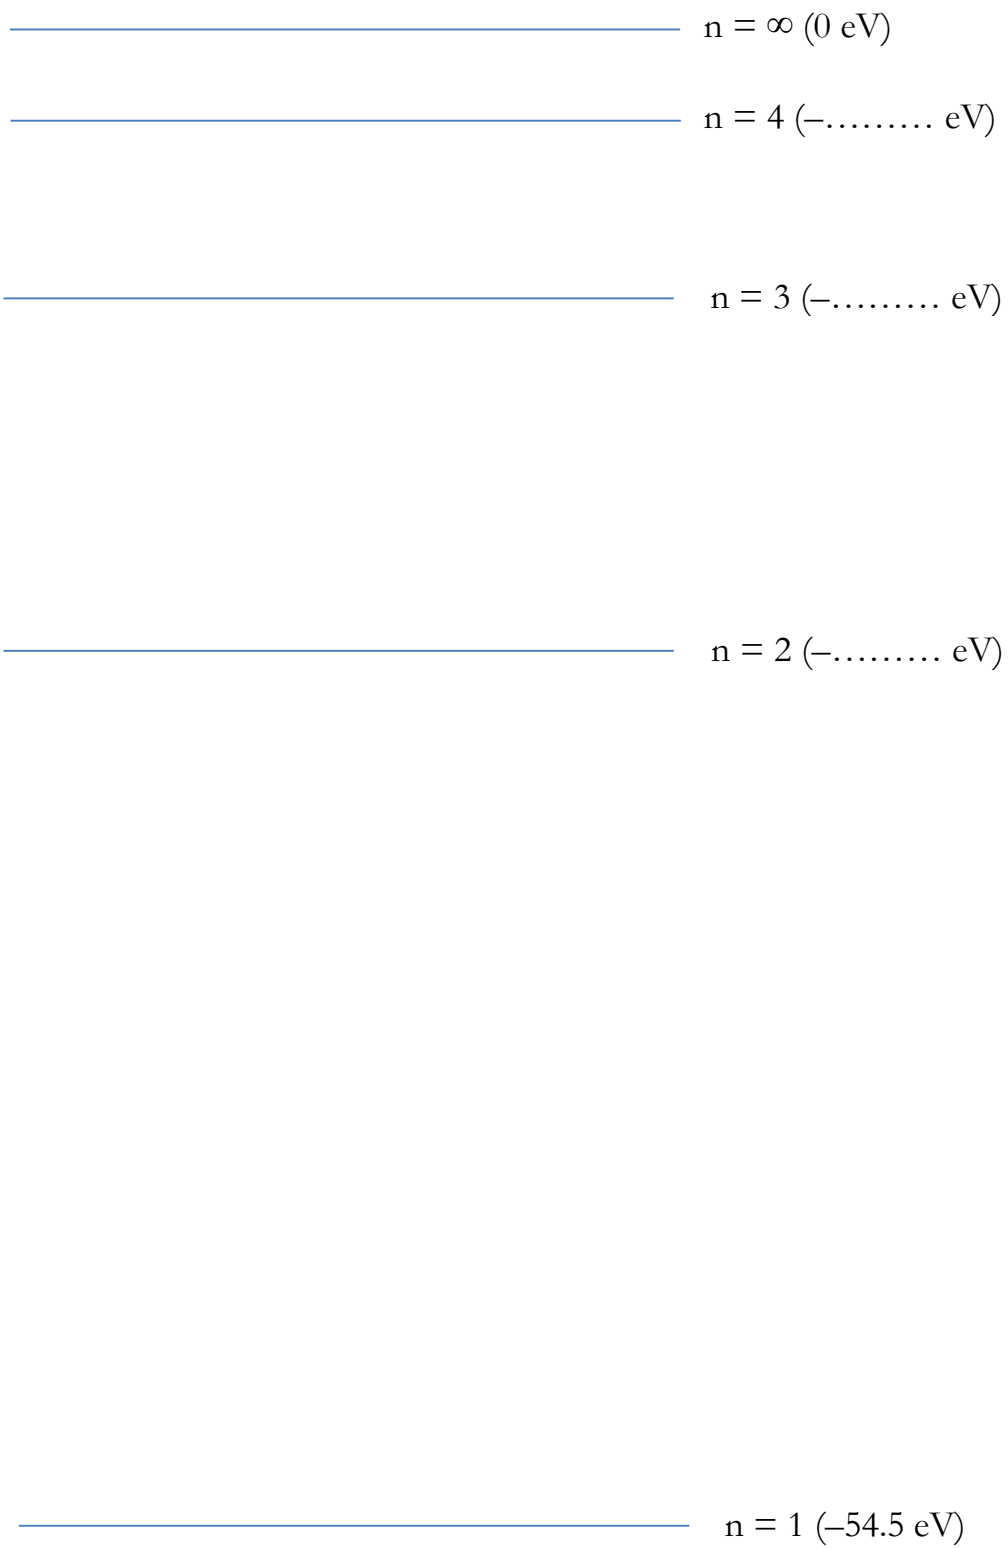 n = ∞ (0 eV)
n = 4 (–……… eV)
n = 3 (–……… eV)
n = 2 (–……… eV)
n = 1 (–54.5 eV)